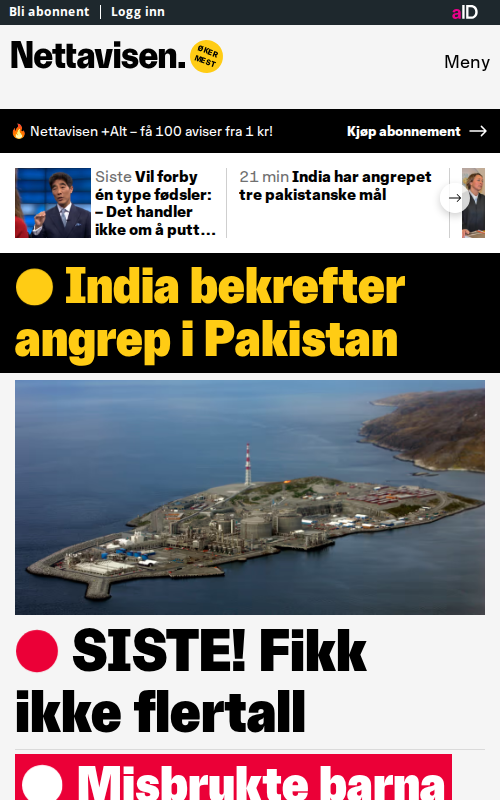 Bli abonnent | Logg inn
aID
Nettavisen.
ØKER
MEST
Meny
🔥 Nettavisen +Alt – få 100 aviser fra 1 kr!
Kjøp abonnement →
Siste Vil forby
én type fødsler:
– Det handler
ikke om å putt...
21 min India har angrepet
tre pakistanske mål
India bekrefter
angrep i Pakistan
SISTE! Fikk
ikke flertall
Misbrukte barna